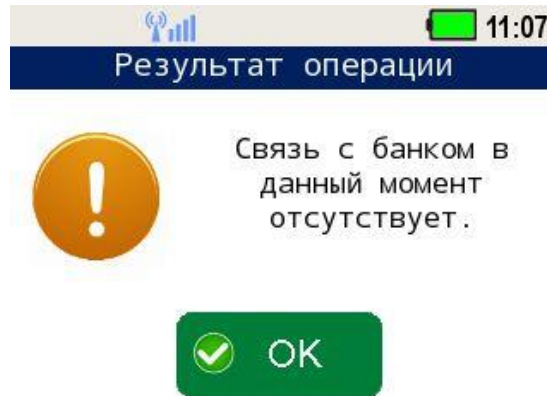 11:07
Результат операции
Связь с банком в
данный момент
отсутствует.
OK